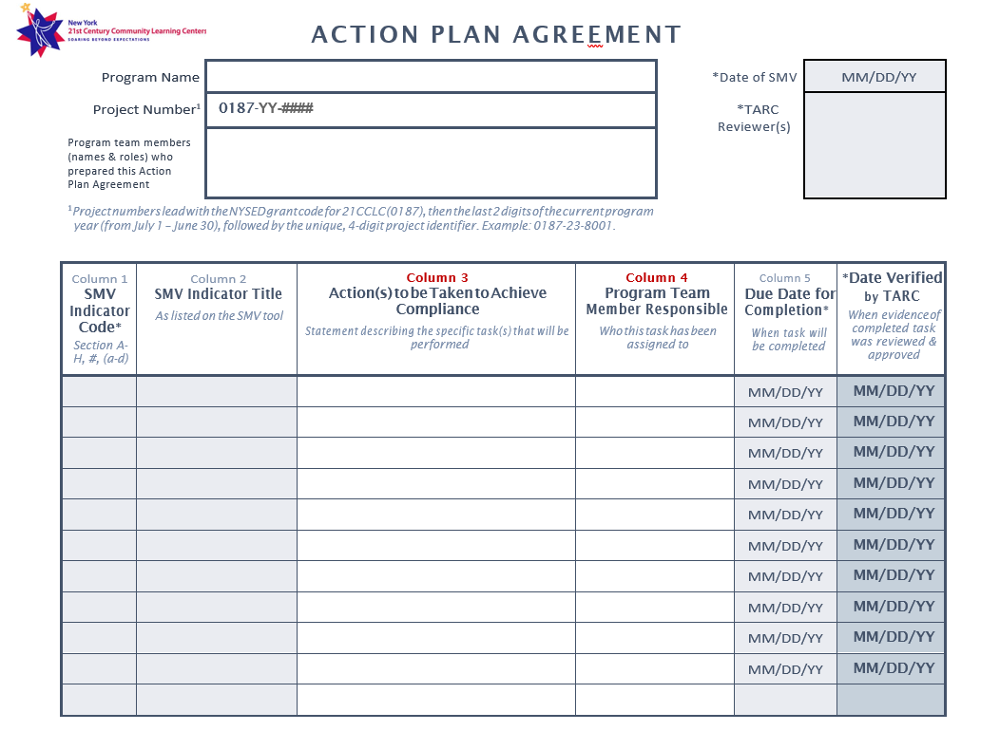 New York
21st Century Community Learning Centers
SOARING BEYOND EXPECTATIONS
ACTION PLAN AGREEMENT
Program Name
*Date of SMV
MM/DD/YY
Project Number¹
0187-YY-####
*TARC
Reviewer(s)
Program team members
(names & roles) who
prepared this Action
Plan Agreement
¹Project numbers lead with the NYSED grant code for 21CCLC (0187), then the last 2 digits of the current program
year (from July 1 – June 30), followed by the unique, 4-digit project identifier. Example: 0187-23-8001.
Column 1
SMV
Indicator
Code*
Section A-
H, #, (a-d)
Column 2
SMV Indicator Title
As listed on the SMV tool
Column 3
Action(s) to be Taken to Achieve
Compliance
Statement describing the specific task(s) that will be
performed
Column 4
Program Team
Member Responsible
Who this task has been
assigned to
Column 5
Due Date for
Completion*
When task will
be completed
*Date Verified
by TARC
When evidence of
completed task
was reviewed &
approved
MM/DD/YY MM/DD/YY
MM/DD/YY MM/DD/YY
MM/DD/YY MM/DD/YY
MM/DD/YY MM/DD/YY
MM/DD/YY MM/DD/YY
MM/DD/YY MM/DD/YY
MM/DD/YY MM/DD/YY
MM/DD/YY MM/DD/YY
MM/DD/YY MM/DD/YY
MM/DD/YY MM/DD/YY